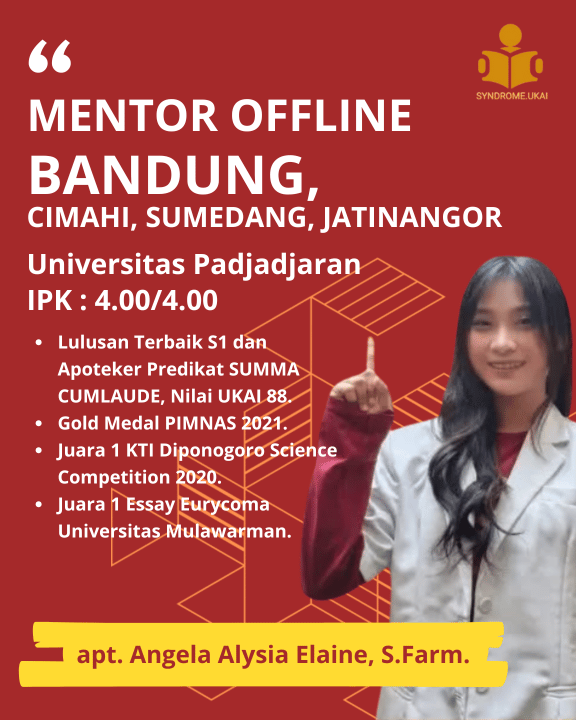 “
SYNDROME.UKAI
MENTOR OFFLINE
BANDUNG,
CIMAHI, SUMEDANG, JATINANGOR
Universitas Padjadjaran
IPK : 4.00/4.00
• Lulusan Terbaik S1 dan
Apoteker Predikat SUMMA
CUMLAUDE, Nilai UKAI 88.
• Gold Medal PIMNAS 2021.
• Juara 1 KTI Diponogoro Science
Competition 2020.
• Juara 1 Essay Eurycoma
Universitas Mulawarman.
apt. Angela Alysia Elaine, S.Farm.